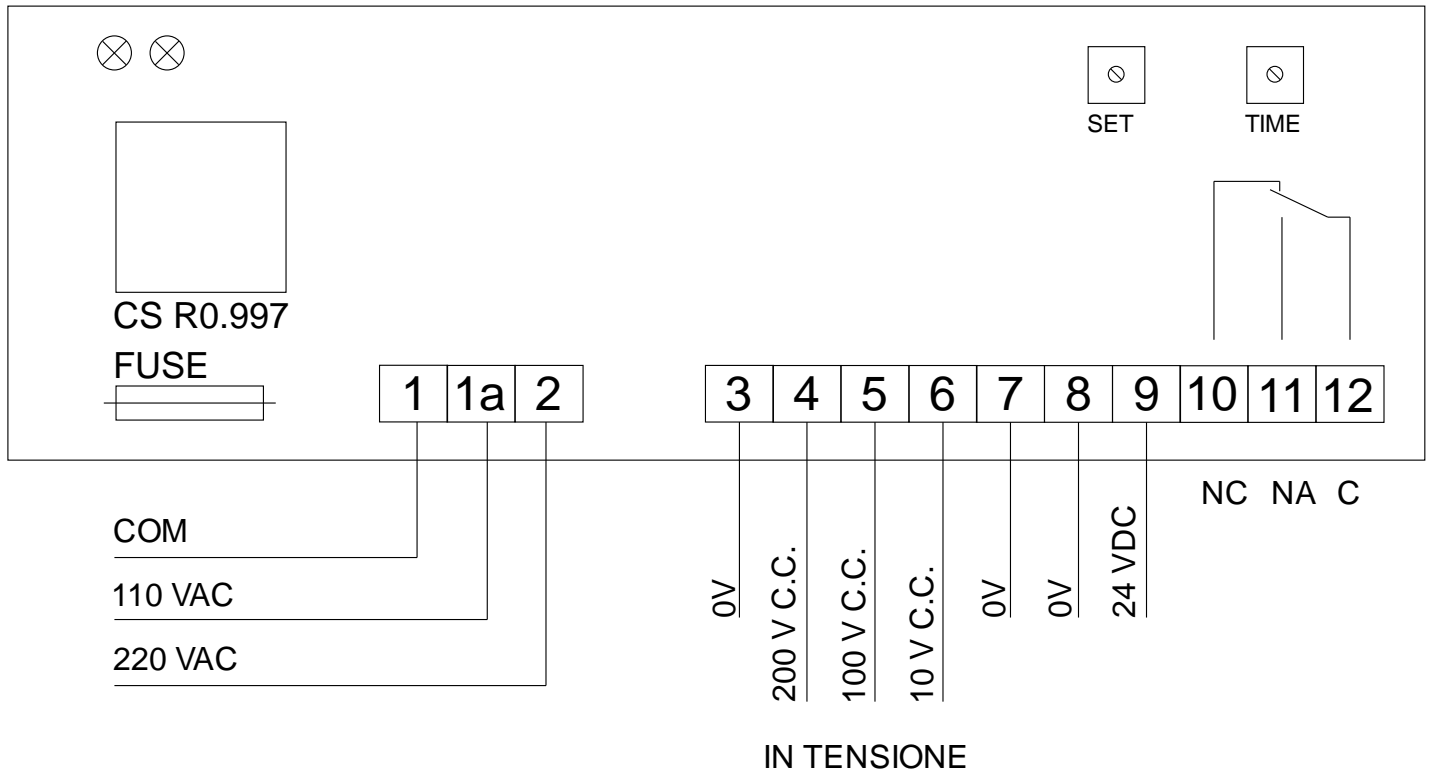 SET TIME
CS R0.997
FUSE
1 1a 2 3 4 5 6 7 8 9 10 11 12
NC NA C
COM
110 VAC
220 VAC
0V
200 V C.C.
100 V C.C.
10 V C.C.
0V
0V
24 VDC
IN TENSIONE